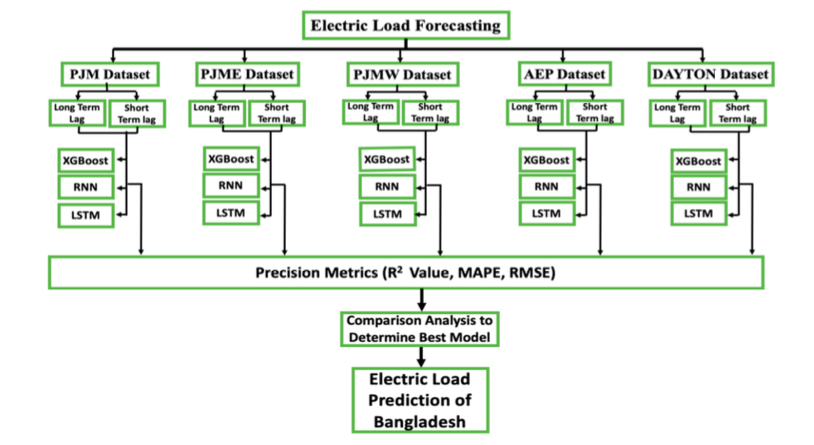 Electric Load Forecasting
PJM Dataset
PJME Dataset
PJMW Dataset
AEP Dataset
DAYTON Dataset
Long Term
Lag
Short
Term lag
Long Term
Lag
Short
Term lag
Long Term
Lag
Short
Term lag
Long Term
Lag
Short
Term lag
Long Term
Lag
Short
Term lag
XGBoost
RNN
LSTM
XGBoost
RNN
LSTM
XGBoost
RNN
LSTM
XGBoost
RNN
LSTM
XGBoost
RNN
LSTM
Precision Metrics (R² Value, MAPE, RMSE)
Comparison Analysis to
Determine Best Model
Electric Load
Prediction of
Bangladesh